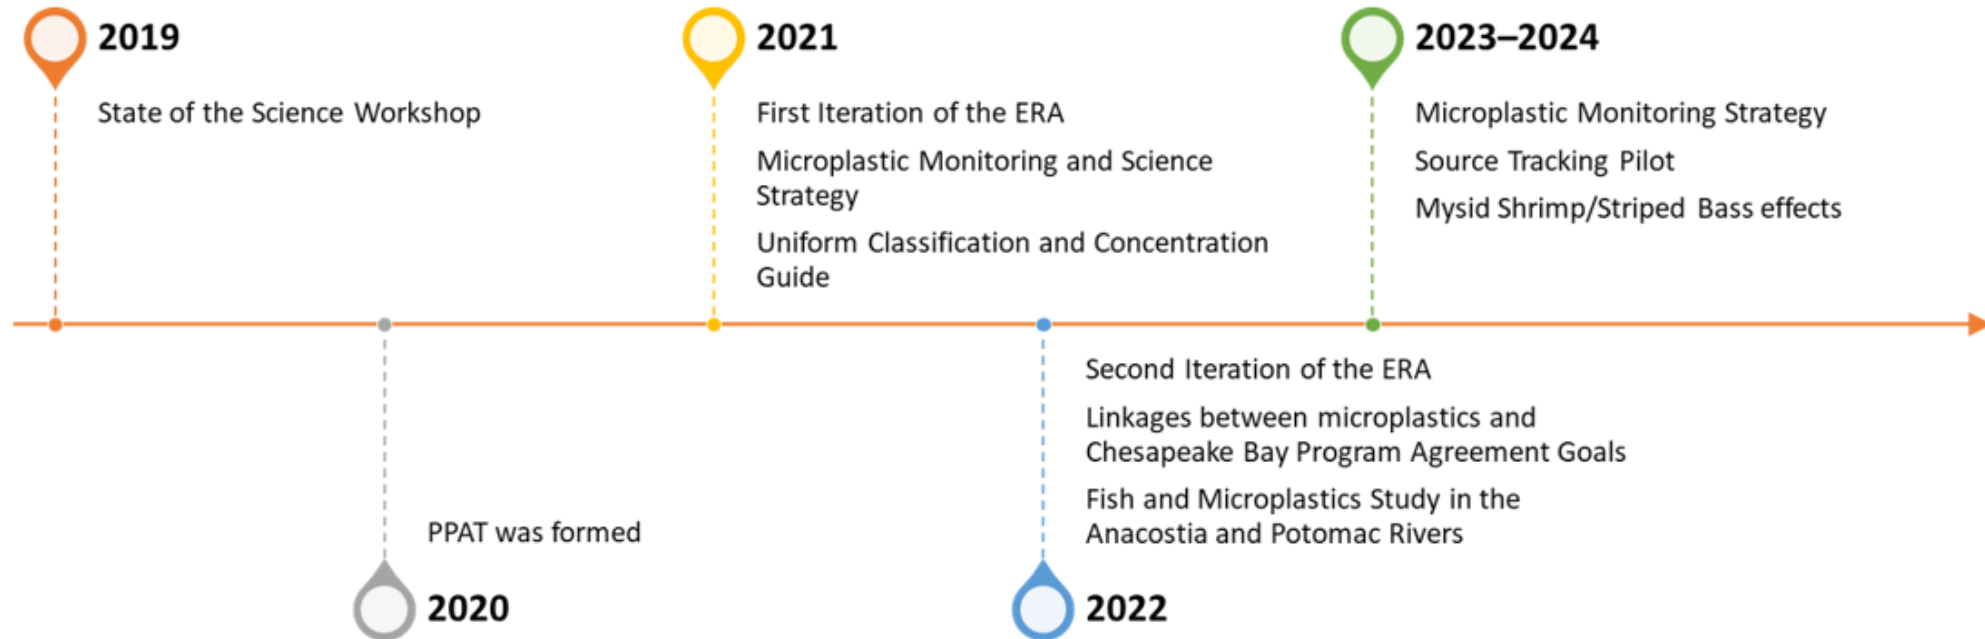 2019
State of the Science Workshop
2020
PPAT was formed
2021
First Iteration of the ERA
Microplastic Monitoring and Science
Strategy
Uniform Classification and Concentration
Guide
2022
Second Iteration of the ERA
Linkages between microplastics and
Chesapeake Bay Program Agreement Goals
Fish and Microplastics Study in the
Anacostia and Potomac Rivers
2023–2024
Microplastic Monitoring Strategy
Source Tracking Pilot
Mysid Shrimp/Striped Bass effects